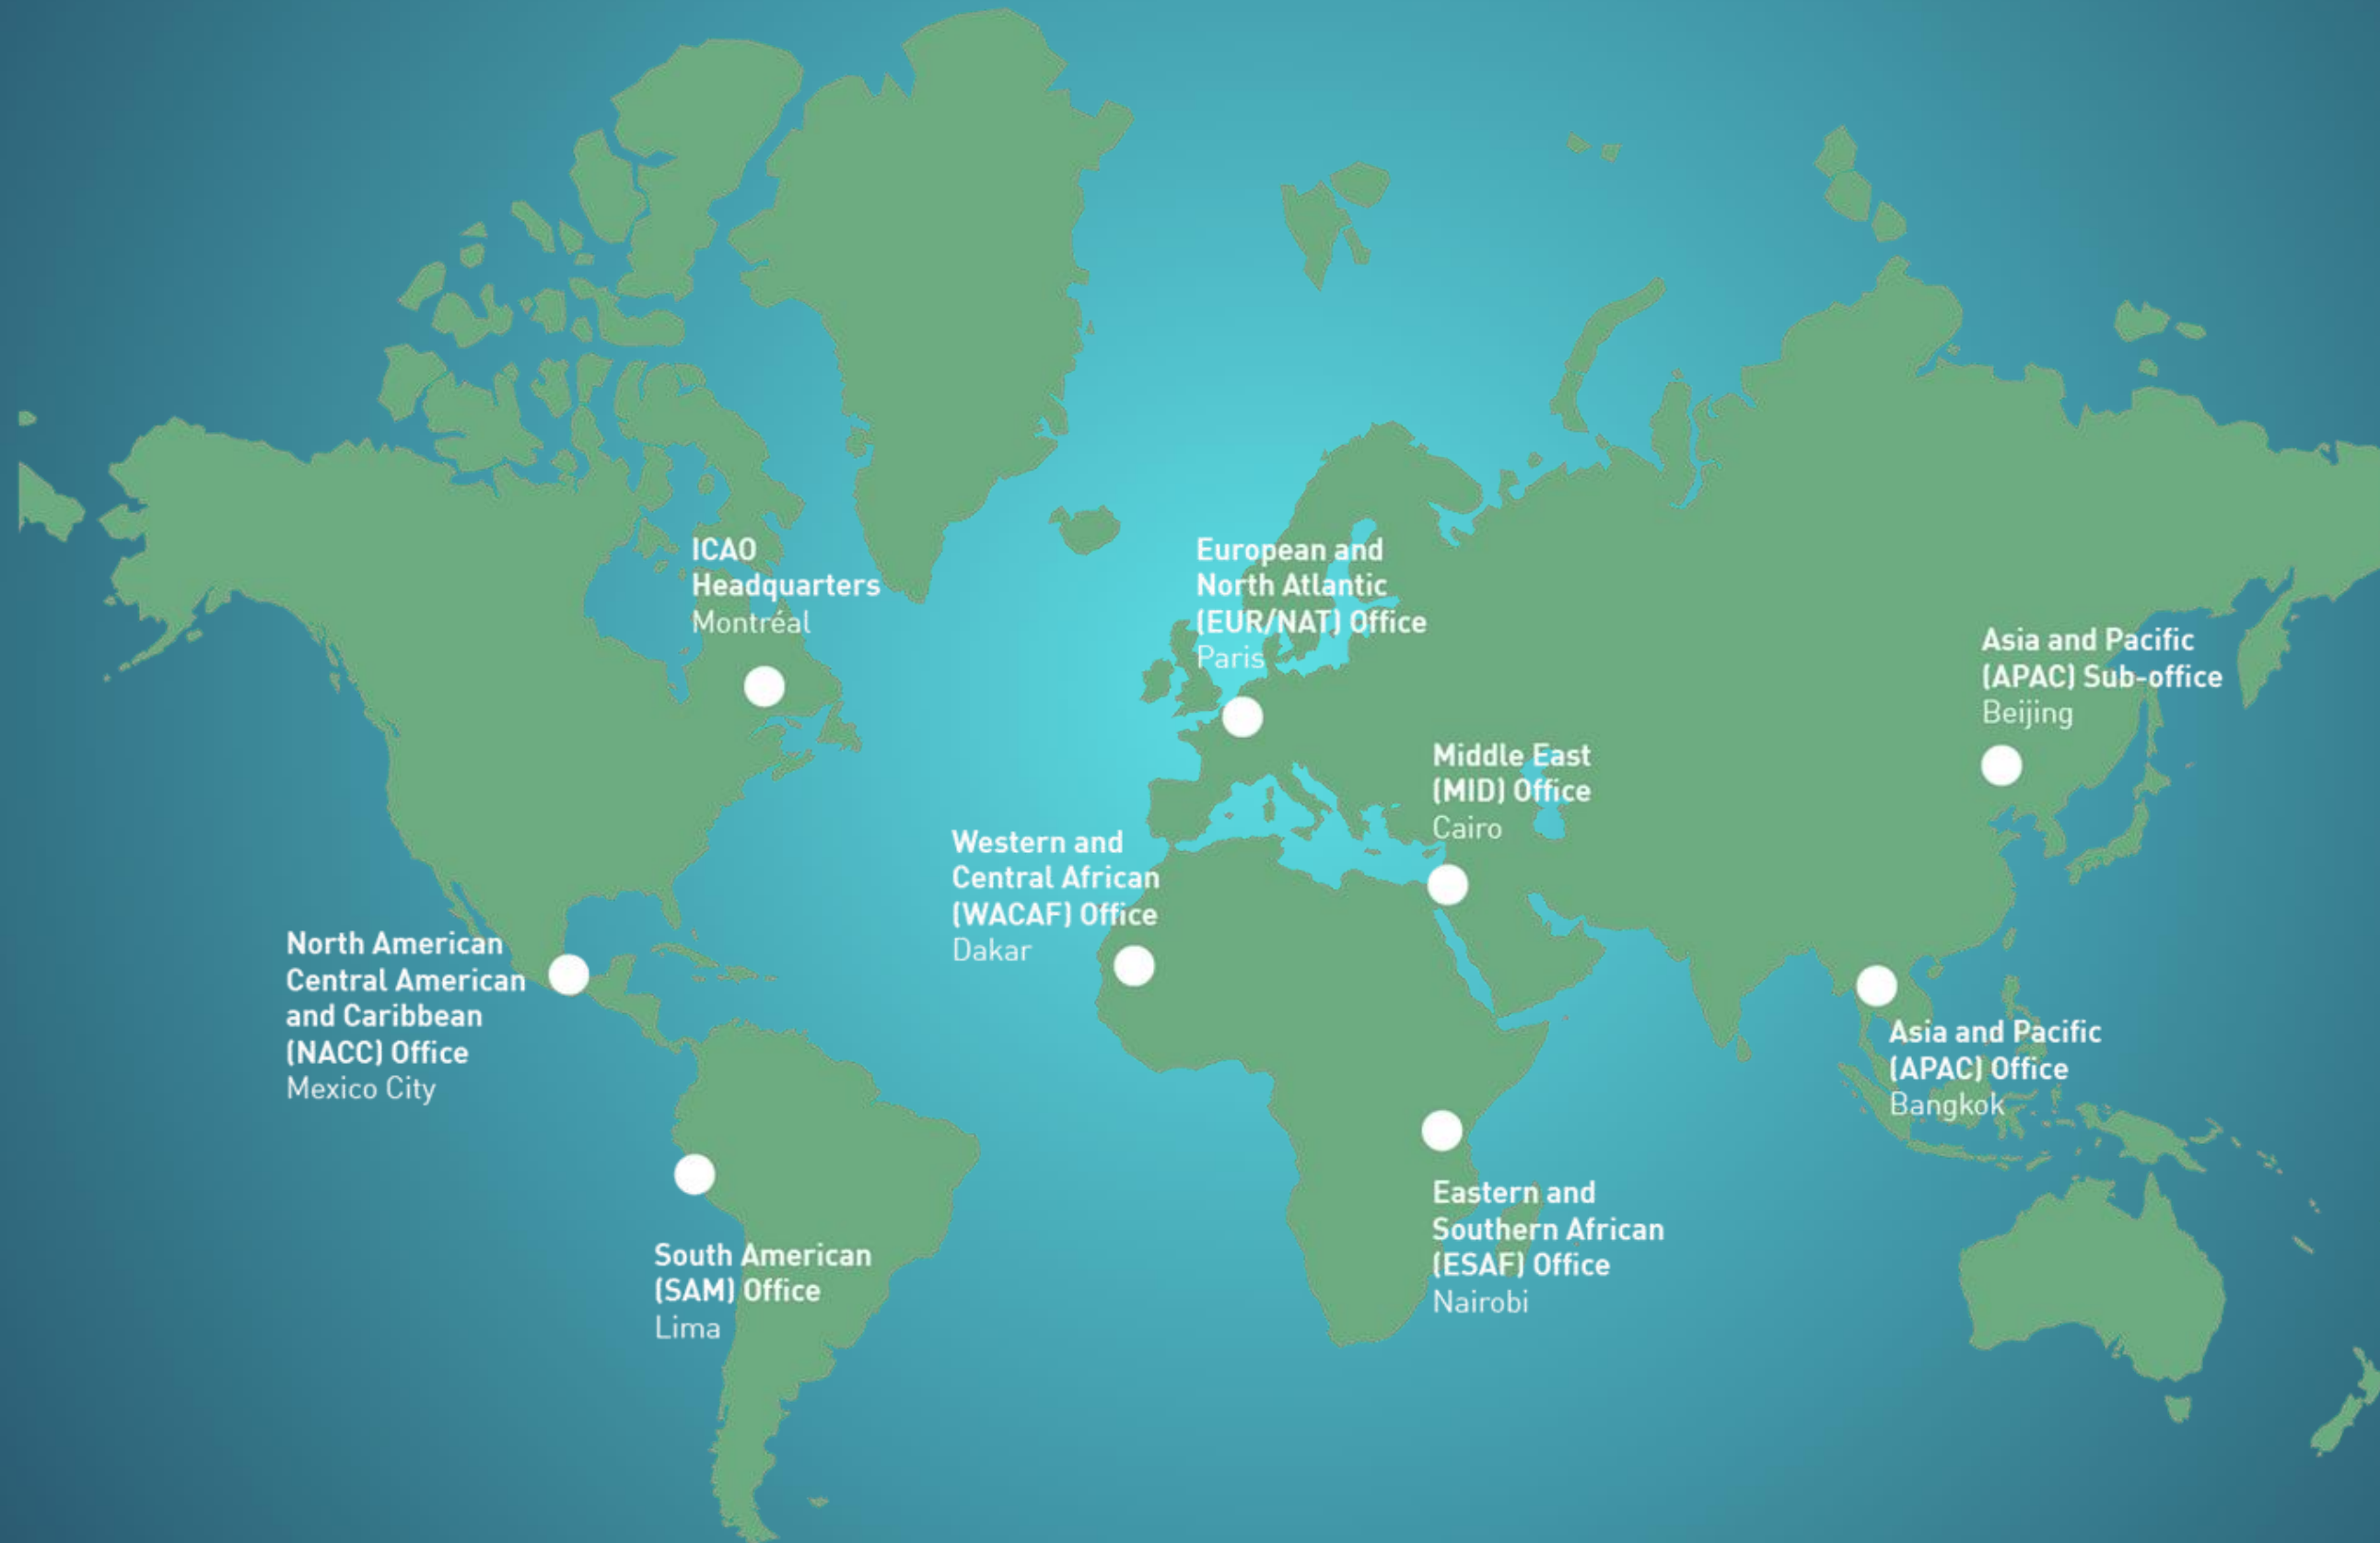 ICAO
Headquarters
Montréal
European and
North Atlantic
(EUR/NAT) Office
Paris
Asia and Pacific
(APAC) Sub-office
Beijing
Middle East
(MID) Office
Cairo
Western and
Central African
(WACAF) Office
Dakar
North American
Central American
and Caribbean
(NACC) Office
Mexico City
Asia and Pacific
(APAC) Office
Bangkok
Eastern and
Southern African
(ESAF) Office
Nairobi
South American
(SAM) Office
Lima